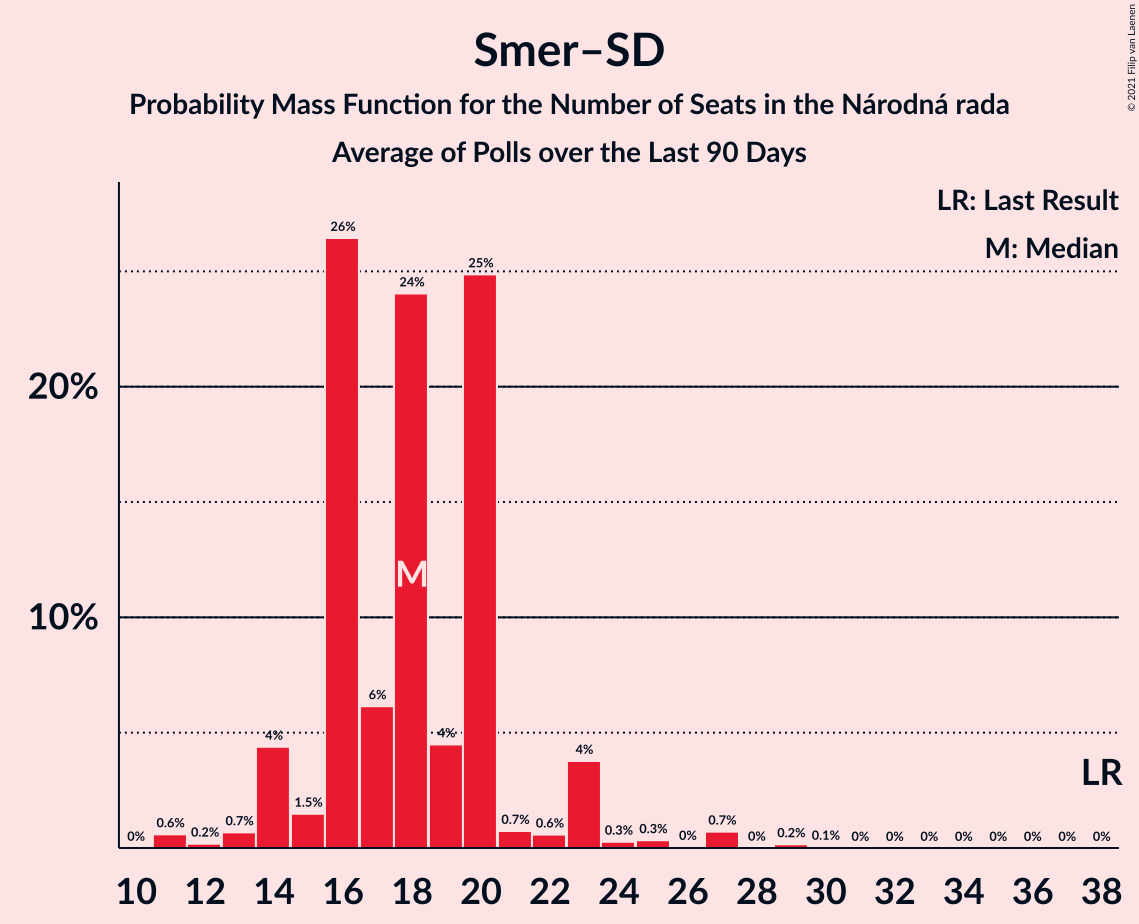 Smer–SD
Probability Mass Function for the Number of Seats in the Národná rada
Average of Polls over the Last 90 Days
© 2021 Filip van Laenen
LR: Last Result
M: Median
20%
10%
0% 0.6% 0.2% 0.7% 4% 1.5% 26% 6% 24% 4% 25% 0.7% 0.6% 4% 0.3% 0.3% 0% 0.7% 0% 0.2% 0.1% 0% 0% 0% 0% 0% 0% 0% 0%
M
LR
10 12 14 16 18 20 22 24 26 28 30 32 34 36 38